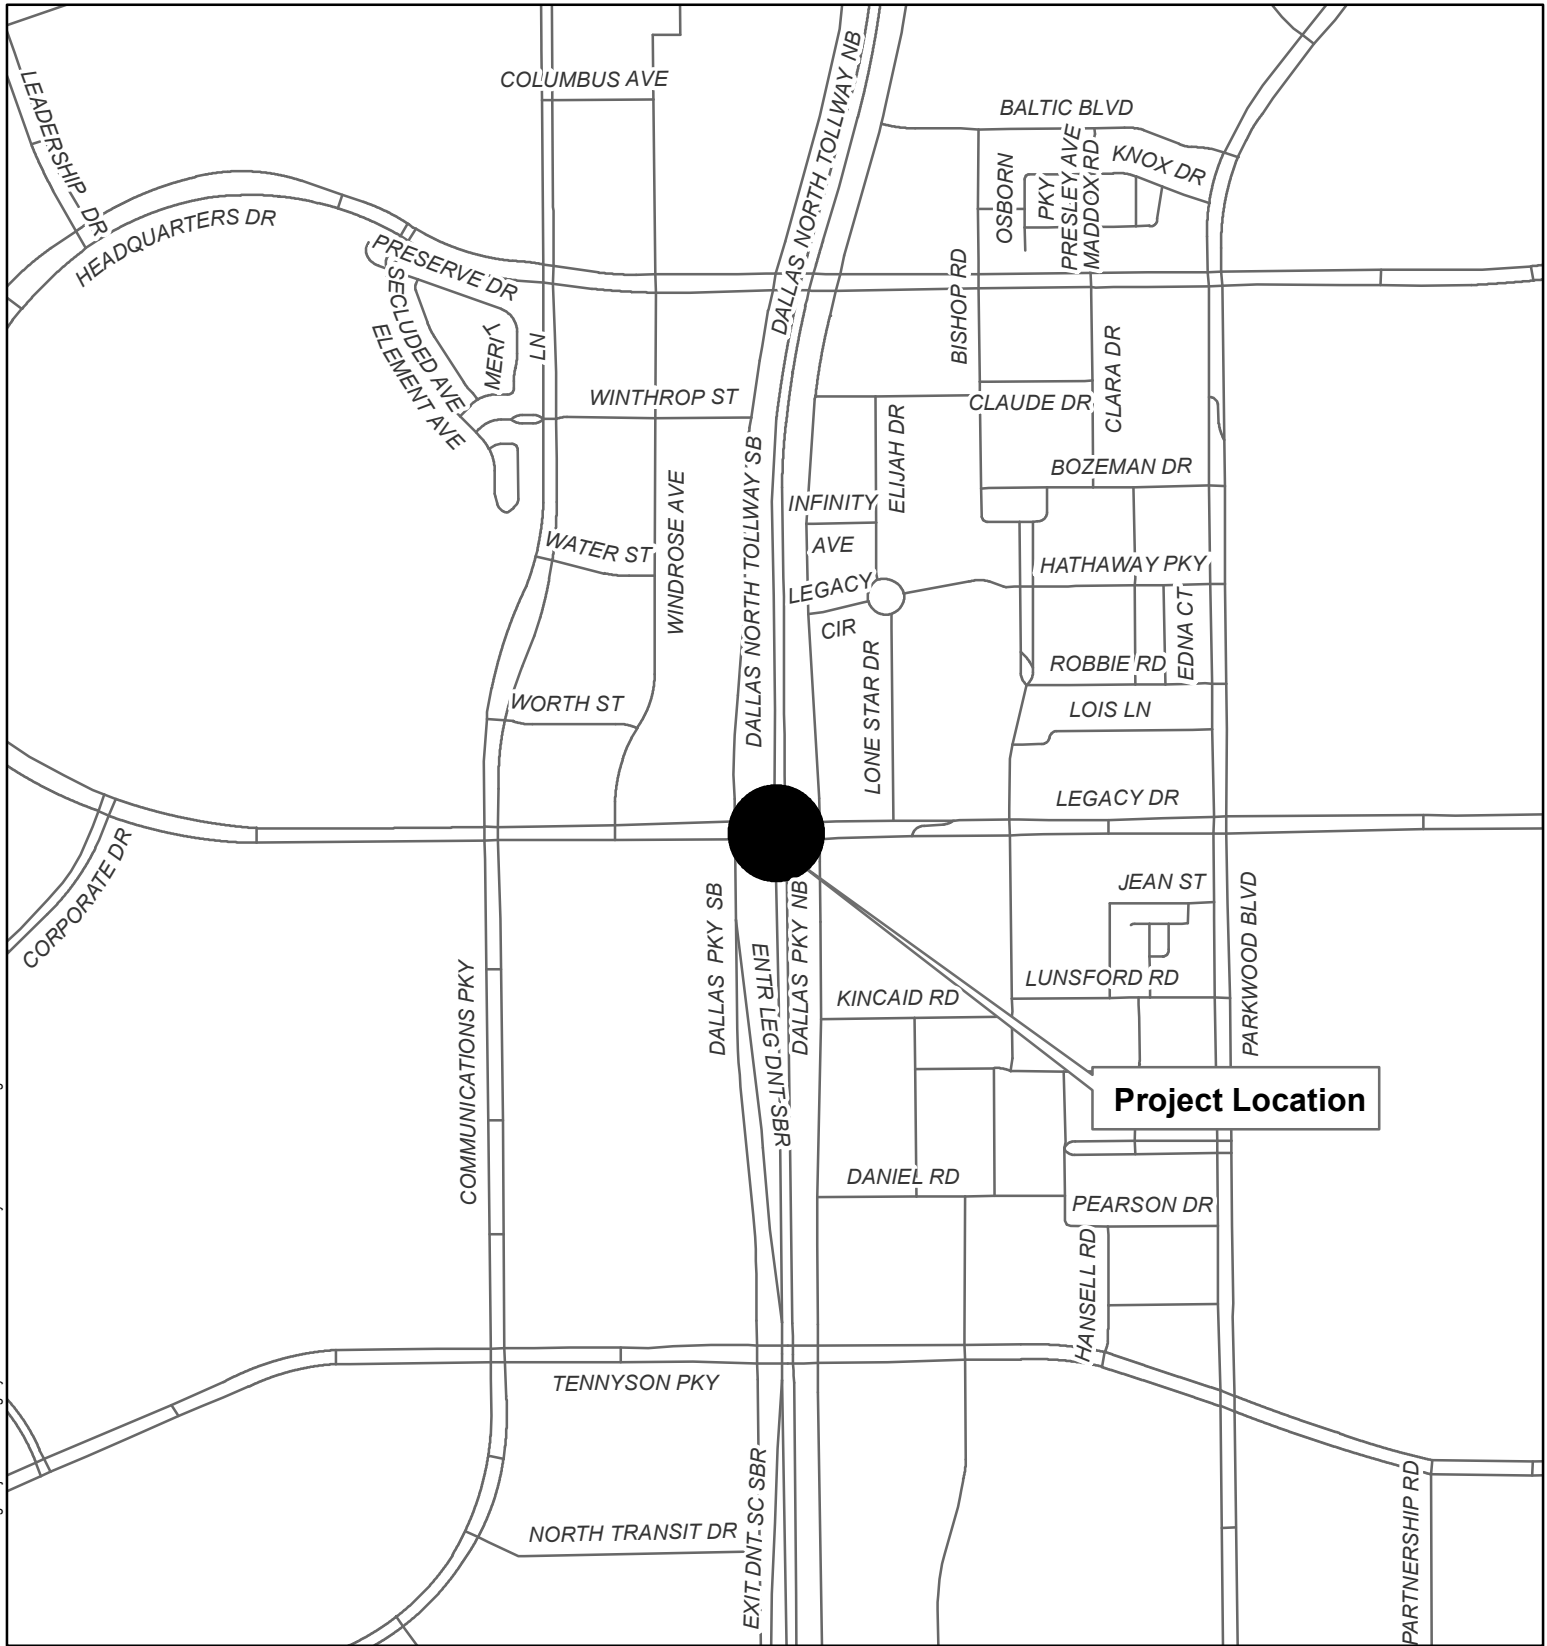 COLUMBUS AVE
DALLAS NORTH TOLLWAY NB
LEADERSHIP DR
BALTIC BLVD
KNOX DR
OSBORN
PKY
PRESLEY AVE
MADDOX RD
HEADQUARTERS DR
PRESERVE DR
SECLUDED AVE
ELEMENT AVE
MERIT
LN
BISHOP RD
CLARA DR
WINTHROP ST
CLAUDE DR
ELIJAH DR
DALLAS NORTH TOLLWAY SB
WINDROSE AVE
BOZEMAN DR
INFINITY
AVE
WATER ST
HATHAWAY PKY
LEGACY
CIR
EDNA CT
ROBBIE RD
LONE STAR DR
WORTH ST
LOIS LN
LEGACY DR
CORPORATE DR
JEAN ST
DALLAS PKY SB
DALLAS PKY NB
PARKWOOD BLVD
ENTR LEG DNT-SBR
LUNSFORD RD
KINCAID RD
COMMUNICATIONS PKY
Project Location
DANIEL RD
PEARSON DR
HANSELL RD
TENNYSON PKY
EXIT DNT-SC SBR
NORTH TRANSIT DR
PARTNERSHIP RD